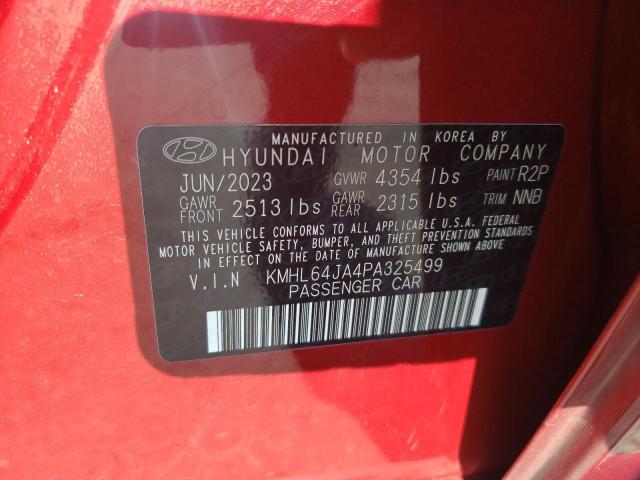 MANUFACTURED IN KOREA BY
HYUNDAI MOTOR COMPANY
JUN/2023 GVWR 4354 lbs PAINT R2P
GAWR FRONT 2513 lbs GAWR REAR 2315 lbs TRIM NNB
THIS VEHICLE CONFORMS TO ALL APPLICABLE U.S.A. FEDERAL
MOTOR VEHICLE SAFETY, BUMPER, AND THEFT PREVENTION STANDARDS
IN EFFECT ON THE DATE OF MANUFACTURE SHOWN ABOVE
V.I.N KMHL64JA4PA325499
PASSENGER CAR